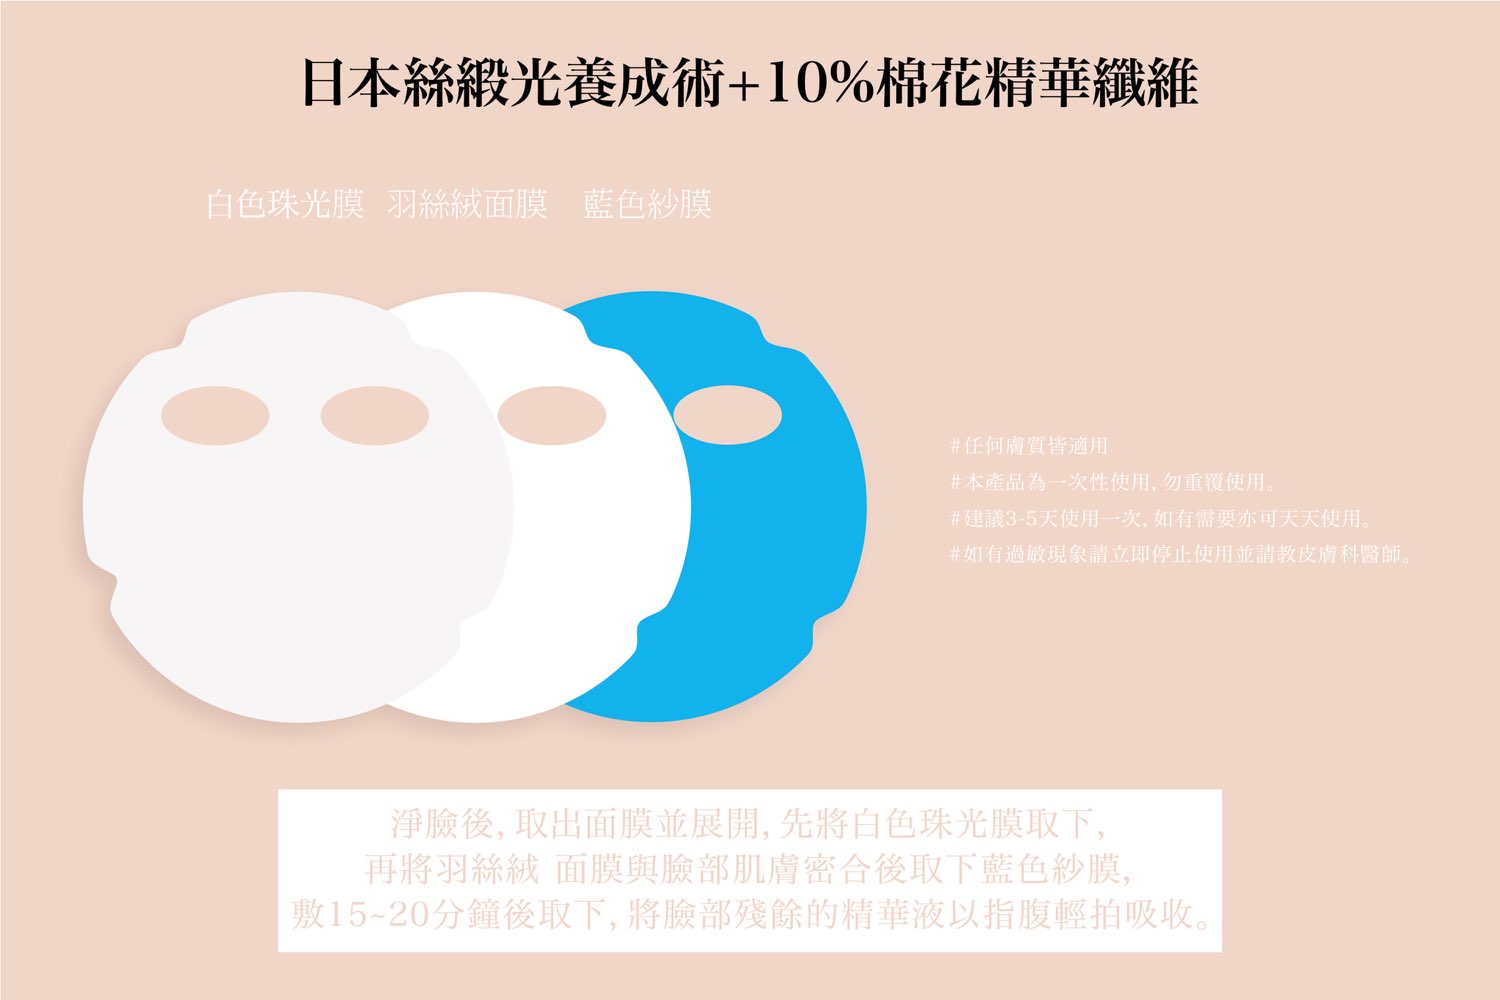 日本絲緞光養成術+10%棉花精華纖維
白色珠光膜 羽絲絨面膜 藍色紗膜
#任何膚質皆適用
#本產品為一次性使用,勿重覆使用。
#建議3-5天使用一次,如有需要亦可天天使用。
#如有過敏現象請立即停止使用並請教皮膚科醫師。
淨臉後,取出面膜並展開,先將白色珠光膜取下,
再將羽絲絨 面膜與臉部肌膚密合後取下藍色紗膜,
敷15~20分鐘後取下,將臉部殘餘的精華液以指腹輕拍吸收。